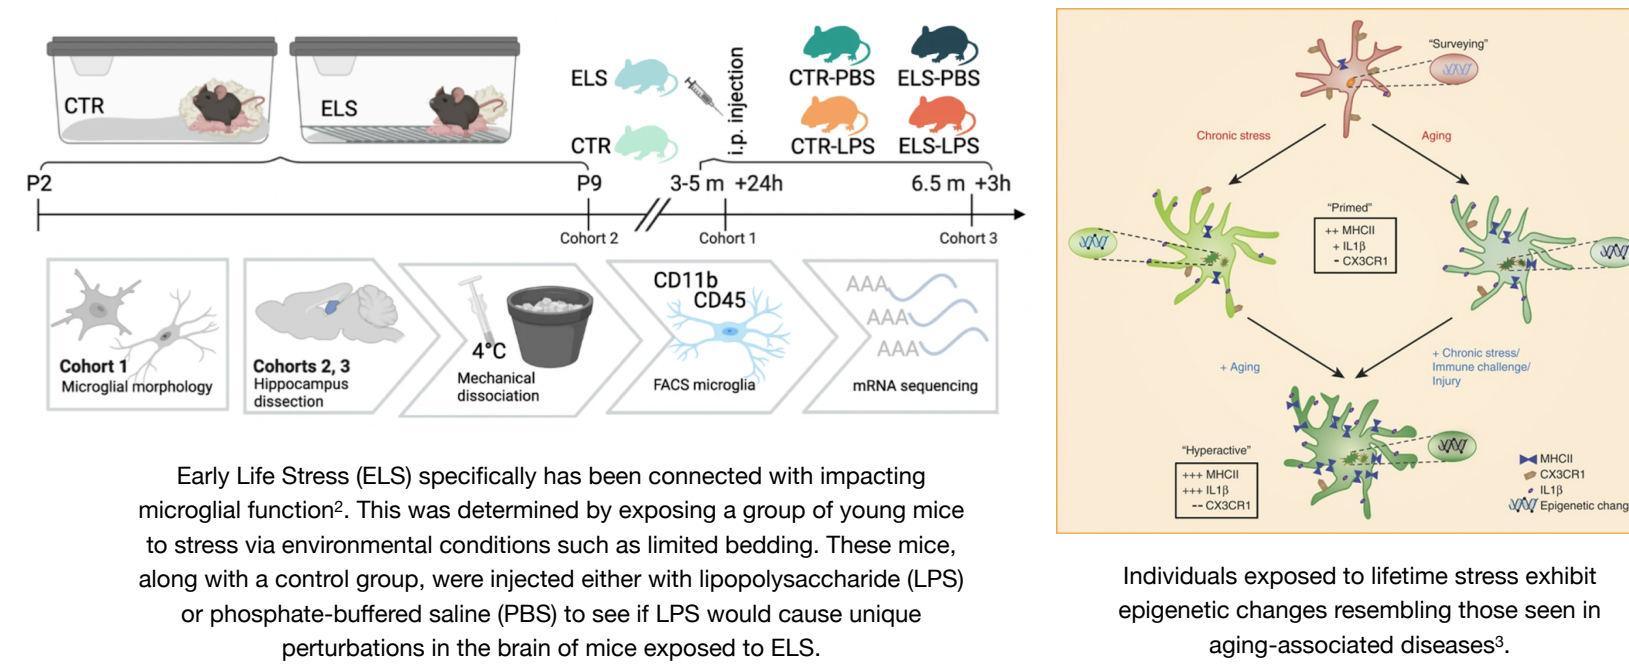 CTR
ELS
P2
P9
ELS
CTR
i.p. injection
CTR-PBS
ELS-PBS
CTR-LPS
ELS-LPS
3-5 m +24h
6.5 m +3h
Cohort 2
Cohort 1
Cohort 3
Cohort 1
Microglial morphology
Cohorts 2, 3
Hippocampus
dissection
4°C
Mechanical
dissociation
CD11b
CD45
FACS microglia
AAA
AAA
AAA
mRNA sequencing
Early Life Stress (ELS) specifically has been connected with impacting
microglial function². This was determined by exposing a group of young mice
to stress via environmental conditions such as limited bedding. These mice,
along with a control group, were injected either with lipopolysaccharide (LPS)
or phosphate-buffered saline (PBS) to see if LPS would cause unique
perturbations in the brain of mice exposed to ELS.
"Surveying"
Chronic stress
Aging
"Primed"
++ MHCII
+ IL1β
- CX3CR1
+ Aging
+ Chronic stress/
Immune challenge/
Injury
"Hyperactive"
+++ MHCII
+++ IL1β
-- CX3CR1
MHCII
CX3CR1
IL1β
Epigenetic chang
Individuals exposed to lifetime stress exhibit
epigenetic changes resembling those seen in
aging-associated diseases³.